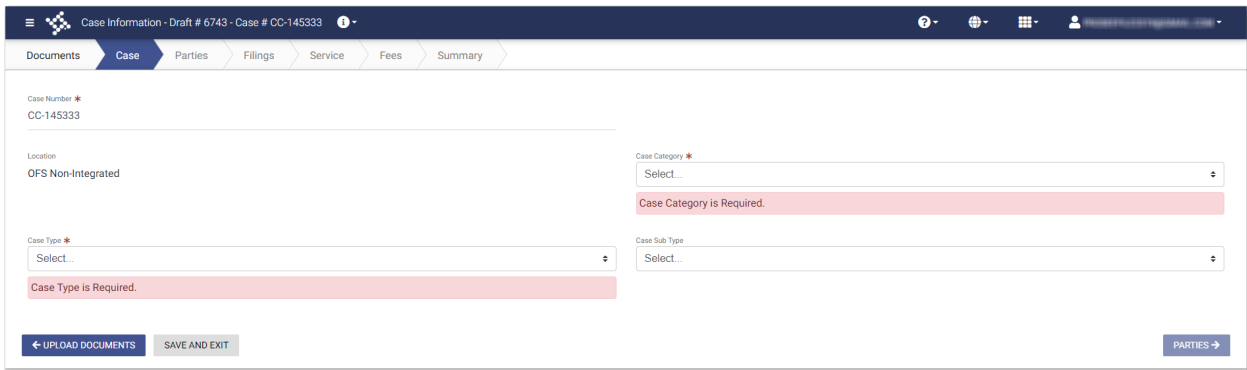 Case Information - Draft # 6743 - Case # CC-145333
Documents Case Parties Filings Service Fees Summary
Case Number *
CC-145333
Location
OFS Non-Integrated
Case Category *
Select...
Case Category is Required.
Case Type *
Select...
Case Type is Required.
Case Sub Type
Select...
UPLOAD DOCUMENTS
SAVE AND EXIT
PARTIES